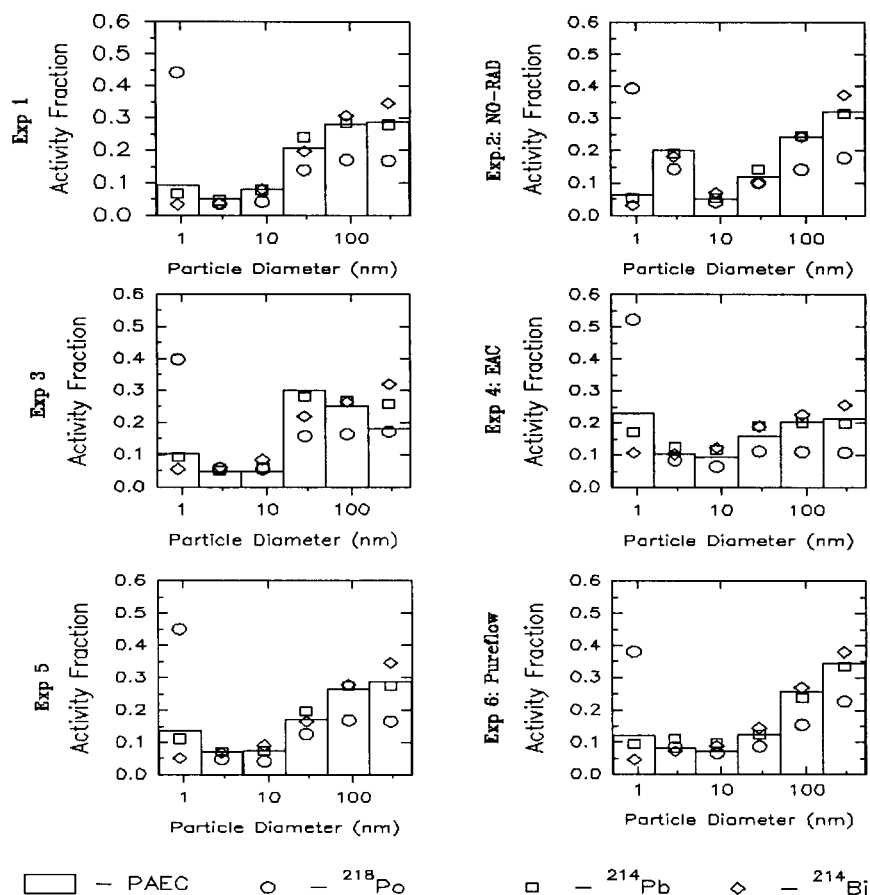 Exp 1
Activity Fraction
0.6
0.5
0.4
0.3
0.2
0.1
0.0
1 10 100
Particle Diameter (nm)
Exp.2: NO-RAD
Activity Fraction
0.6
0.5
0.4
0.3
0.2
0.1
0.0
1 10 100
Particle Diameter (nm)
Exp 3
Activity Fraction
0.6
0.5
0.4
0.3
0.2
0.1
0.0
1 10 100
Particle Diameter (nm)
Exp 4: EAC
Activity Fraction
0.6
0.5
0.4
0.3
0.2
0.1
0.0
1 10 100
Particle Diameter (nm)
Exp 5
Activity Fraction
0.6
0.5
0.4
0.3
0.2
0.1
0.0
1 10 100
Particle Diameter (nm)
Exp 6: Pureflow
Activity Fraction
0.6
0.5
0.4
0.3
0.2
0.1
0.0
1 10 100
Particle Diameter (nm)
— PAEC — 218Po — 214Pb — 214Bi